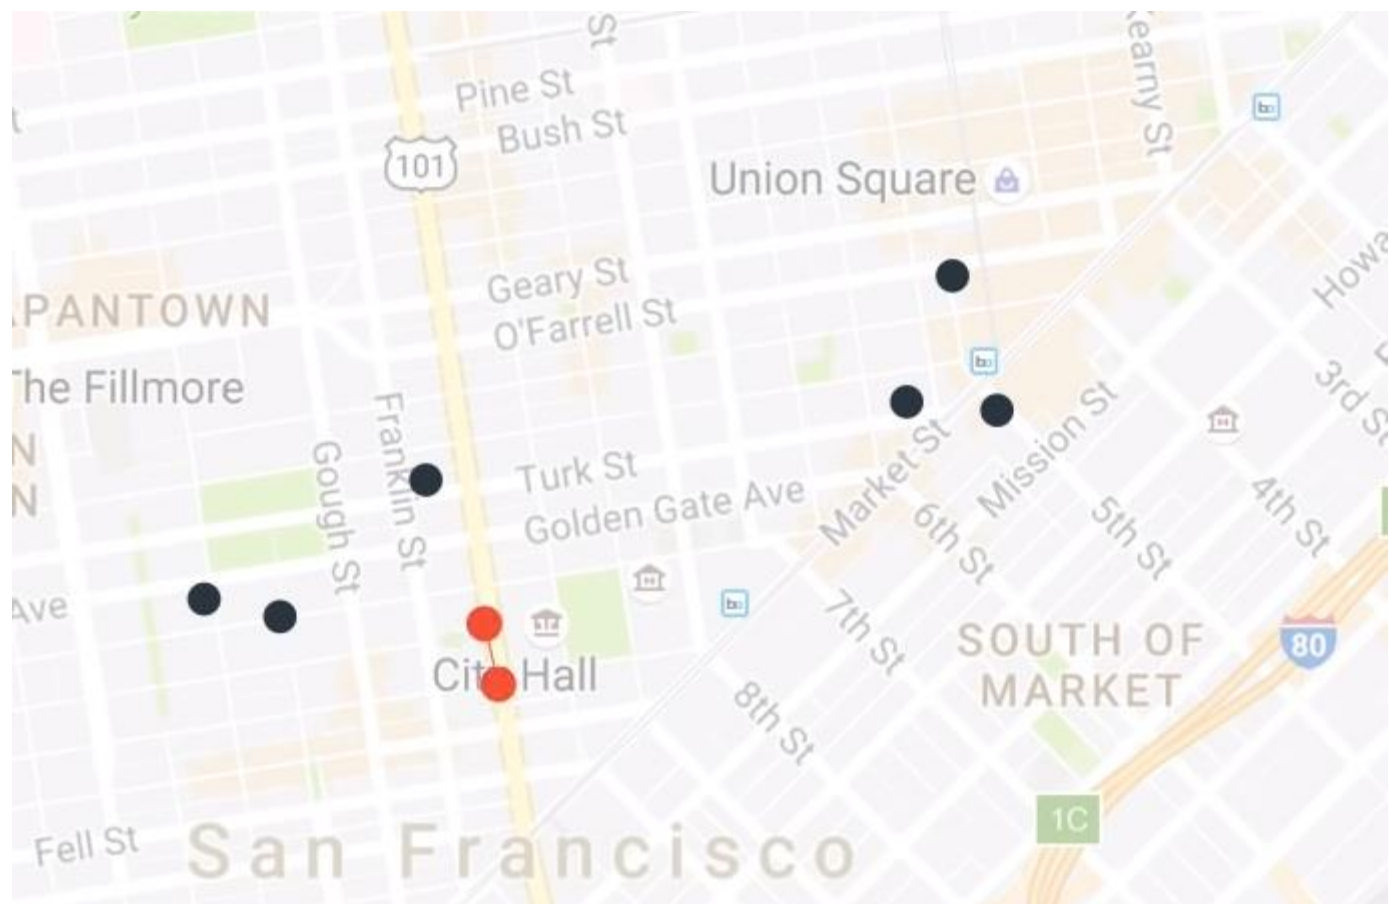 St
Kearny St
Pine St
Bush St
101
Union Square
Geary St
O'Farrell St
Howa
PANTOWN
The Fillmore
3rd St
Franklin St
Gough St
Turk St
Golden Gate Ave
Market St
Mission St
6th St
5th St
4th St
Ave
7th St
City Hall
SOUTH OF
MARKET
80
8th St
1C
Fell St
San Francisco